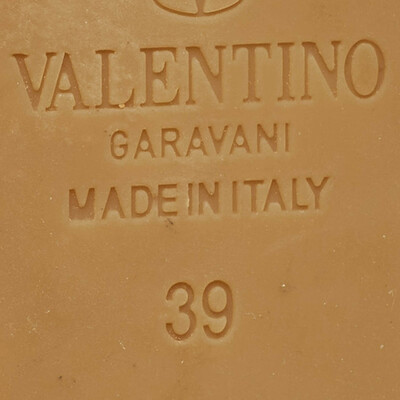 VALENTINO
GARAVANI
MADE IN ITALY
39